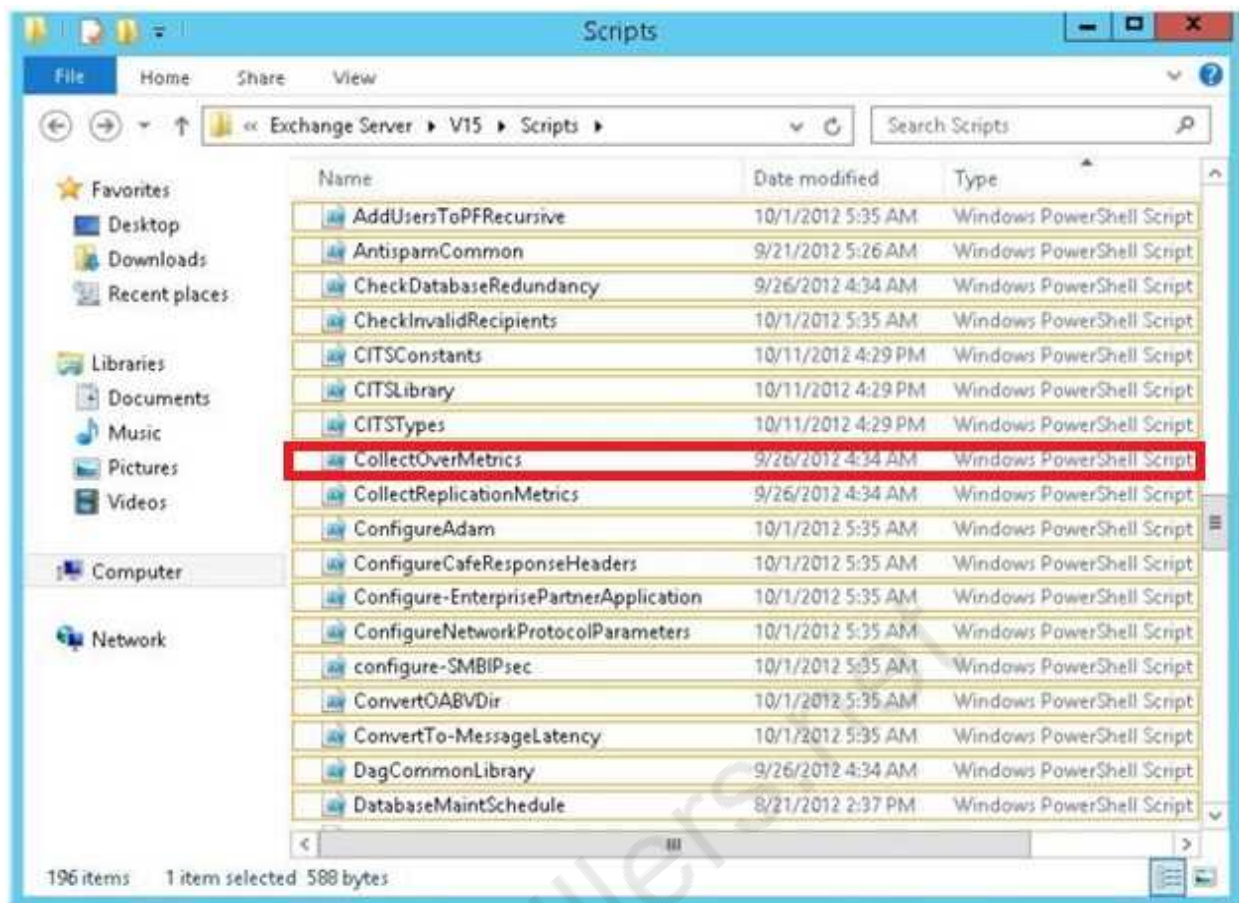 Scripts
File Home Share View
« Exchange Server ▸ V15 ▸ Scripts ▸ Search Scripts
Favorites
Desktop
Downloads
Recent places
Libraries
Documents
Music
Pictures
Videos
Computer
Network
Name Date modified Type
AddUsersToPFRecursive 10/1/2012 5:35 AM Windows PowerShell Script
AntispamCommon 9/21/2012 5:26 AM Windows PowerShell Script
CheckDatabaseRedundancy 9/26/2012 4:34 AM Windows PowerShell Script
CheckInvalidRecipients 10/1/2012 5:35 AM Windows PowerShell Script
CITSConstants 10/11/2012 4:29 PM Windows PowerShell Script
CITSLibrary 10/11/2012 4:29 PM Windows PowerShell Script
CITSTypes 10/11/2012 4:29 PM Windows PowerShell Script
CollectOverMetrics 9/26/2012 4:34 AM Windows PowerShell Script
CollectReplicationMetrics 9/26/2012 4:34 AM Windows PowerShell Script
ConfigureAdam 10/1/2012 5:35 AM Windows PowerShell Script
ConfigureCafeResponseHeaders 10/1/2012 5:35 AM Windows PowerShell Script
Configure-EnterprisePartnerApplication 10/1/2012 5:35 AM Windows PowerShell Script
ConfigureNetworkProtocolParameters 10/1/2012 5:35 AM Windows PowerShell Script
configure-SMBIPsec 10/1/2012 5:35 AM Windows PowerShell Script
ConvertOABVDir 10/1/2012 5:35 AM Windows PowerShell Script
ConvertTo-MessageLatency 10/1/2012 5:35 AM Windows PowerShell Script
DagCommonLibrary 9/26/2012 4:34 AM Windows PowerShell Script
DatabaseMaintSchedule 8/21/2012 2:37 PM Windows PowerShell Script
196 items 1 item selected 588 bytes